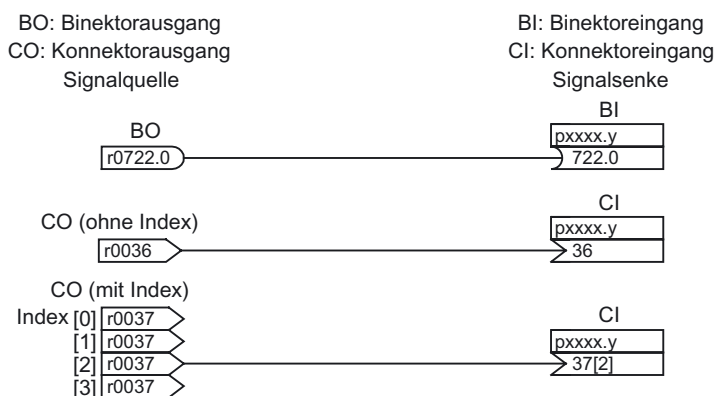 BO: Binektorausgang
CO: Konnektorausgang
Signalquelle
BI: Binektoreingang
CI: Konnektoreingang
Signalsenke
BO
r0722.0
BI
pxxxx.y
722.0
CO (ohne Index)
r0036
CI
pxxxx.y
36
CO (mit Index)
Index [0] r0037
[1] r0037
[2] r0037
[3] r0037
CI
pxxxx.y
37[2]